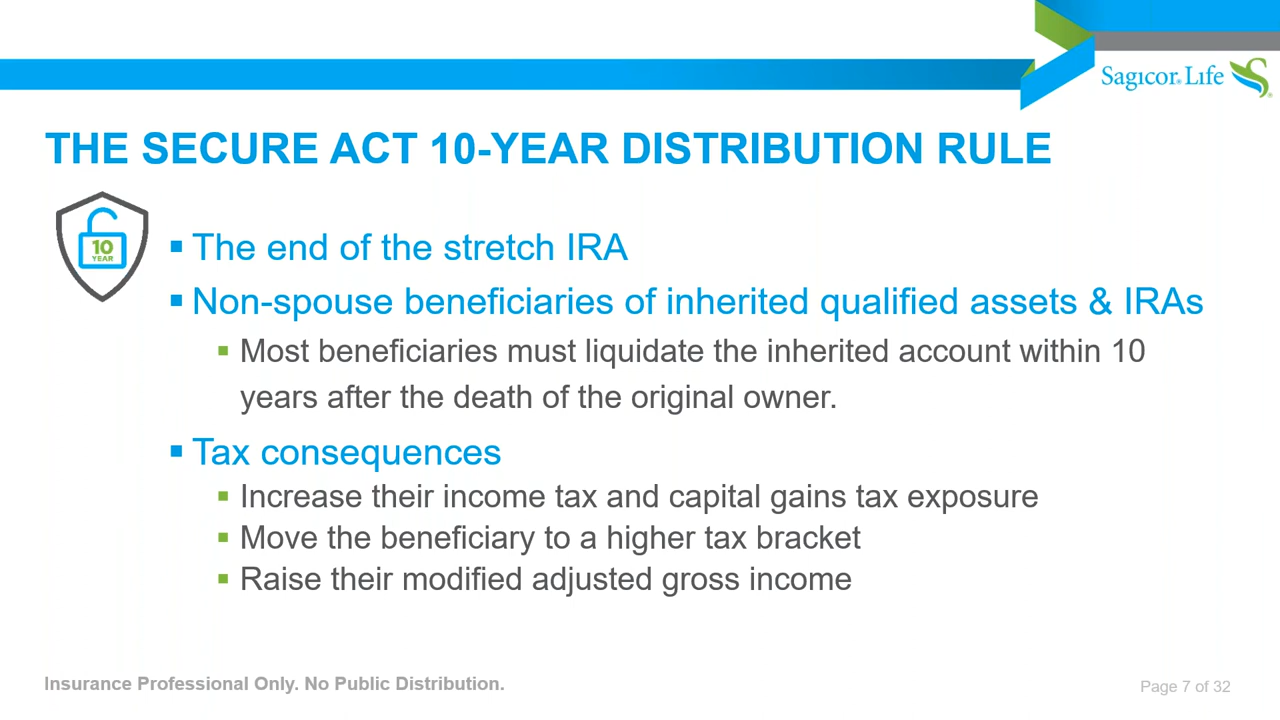 Sagicor Life
THE SECURE ACT 10-YEAR DISTRIBUTION RULE
10
YEAR
▪ The end of the stretch IRA
▪ Non-spouse beneficiaries of inherited qualified assets & IRAs
▪ Most beneficiaries must liquidate the inherited account within 10
years after the death of the original owner.
▪ Tax consequences
▪ Increase their income tax and capital gains tax exposure
▪ Move the beneficiary to a higher tax bracket
▪ Raise their modified adjusted gross income
Insurance Professional Only. No Public Distribution.
Page 7 of 32